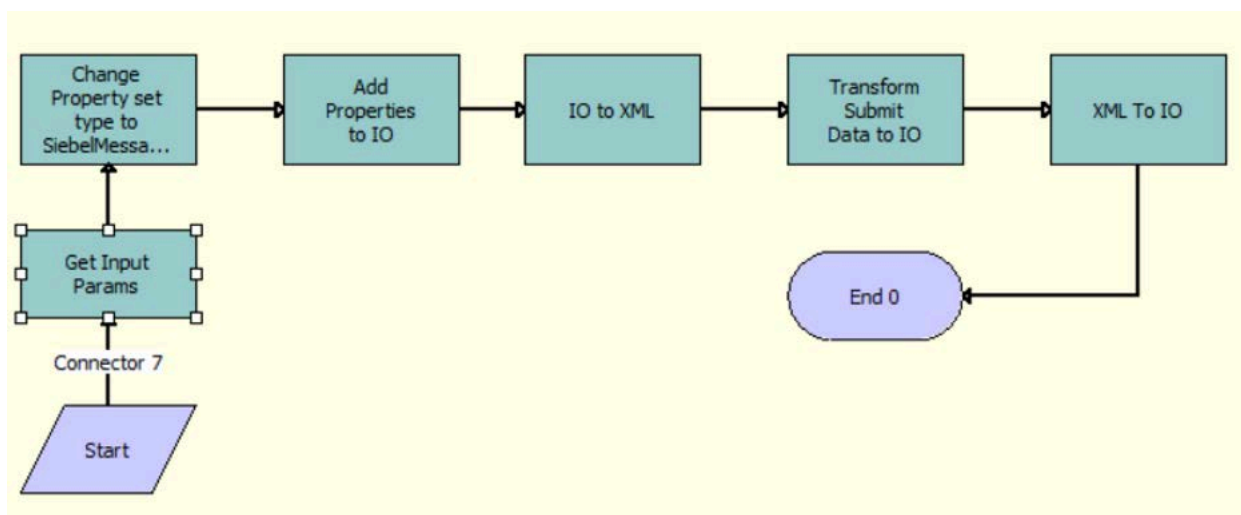 Change
Property set
type to
SiebelMessa...
Add
Properties
to IO
IO to XML
Transform
Submit
Data to IO
XML To IO
Get Input
Params
End 0
Connector 7
Start